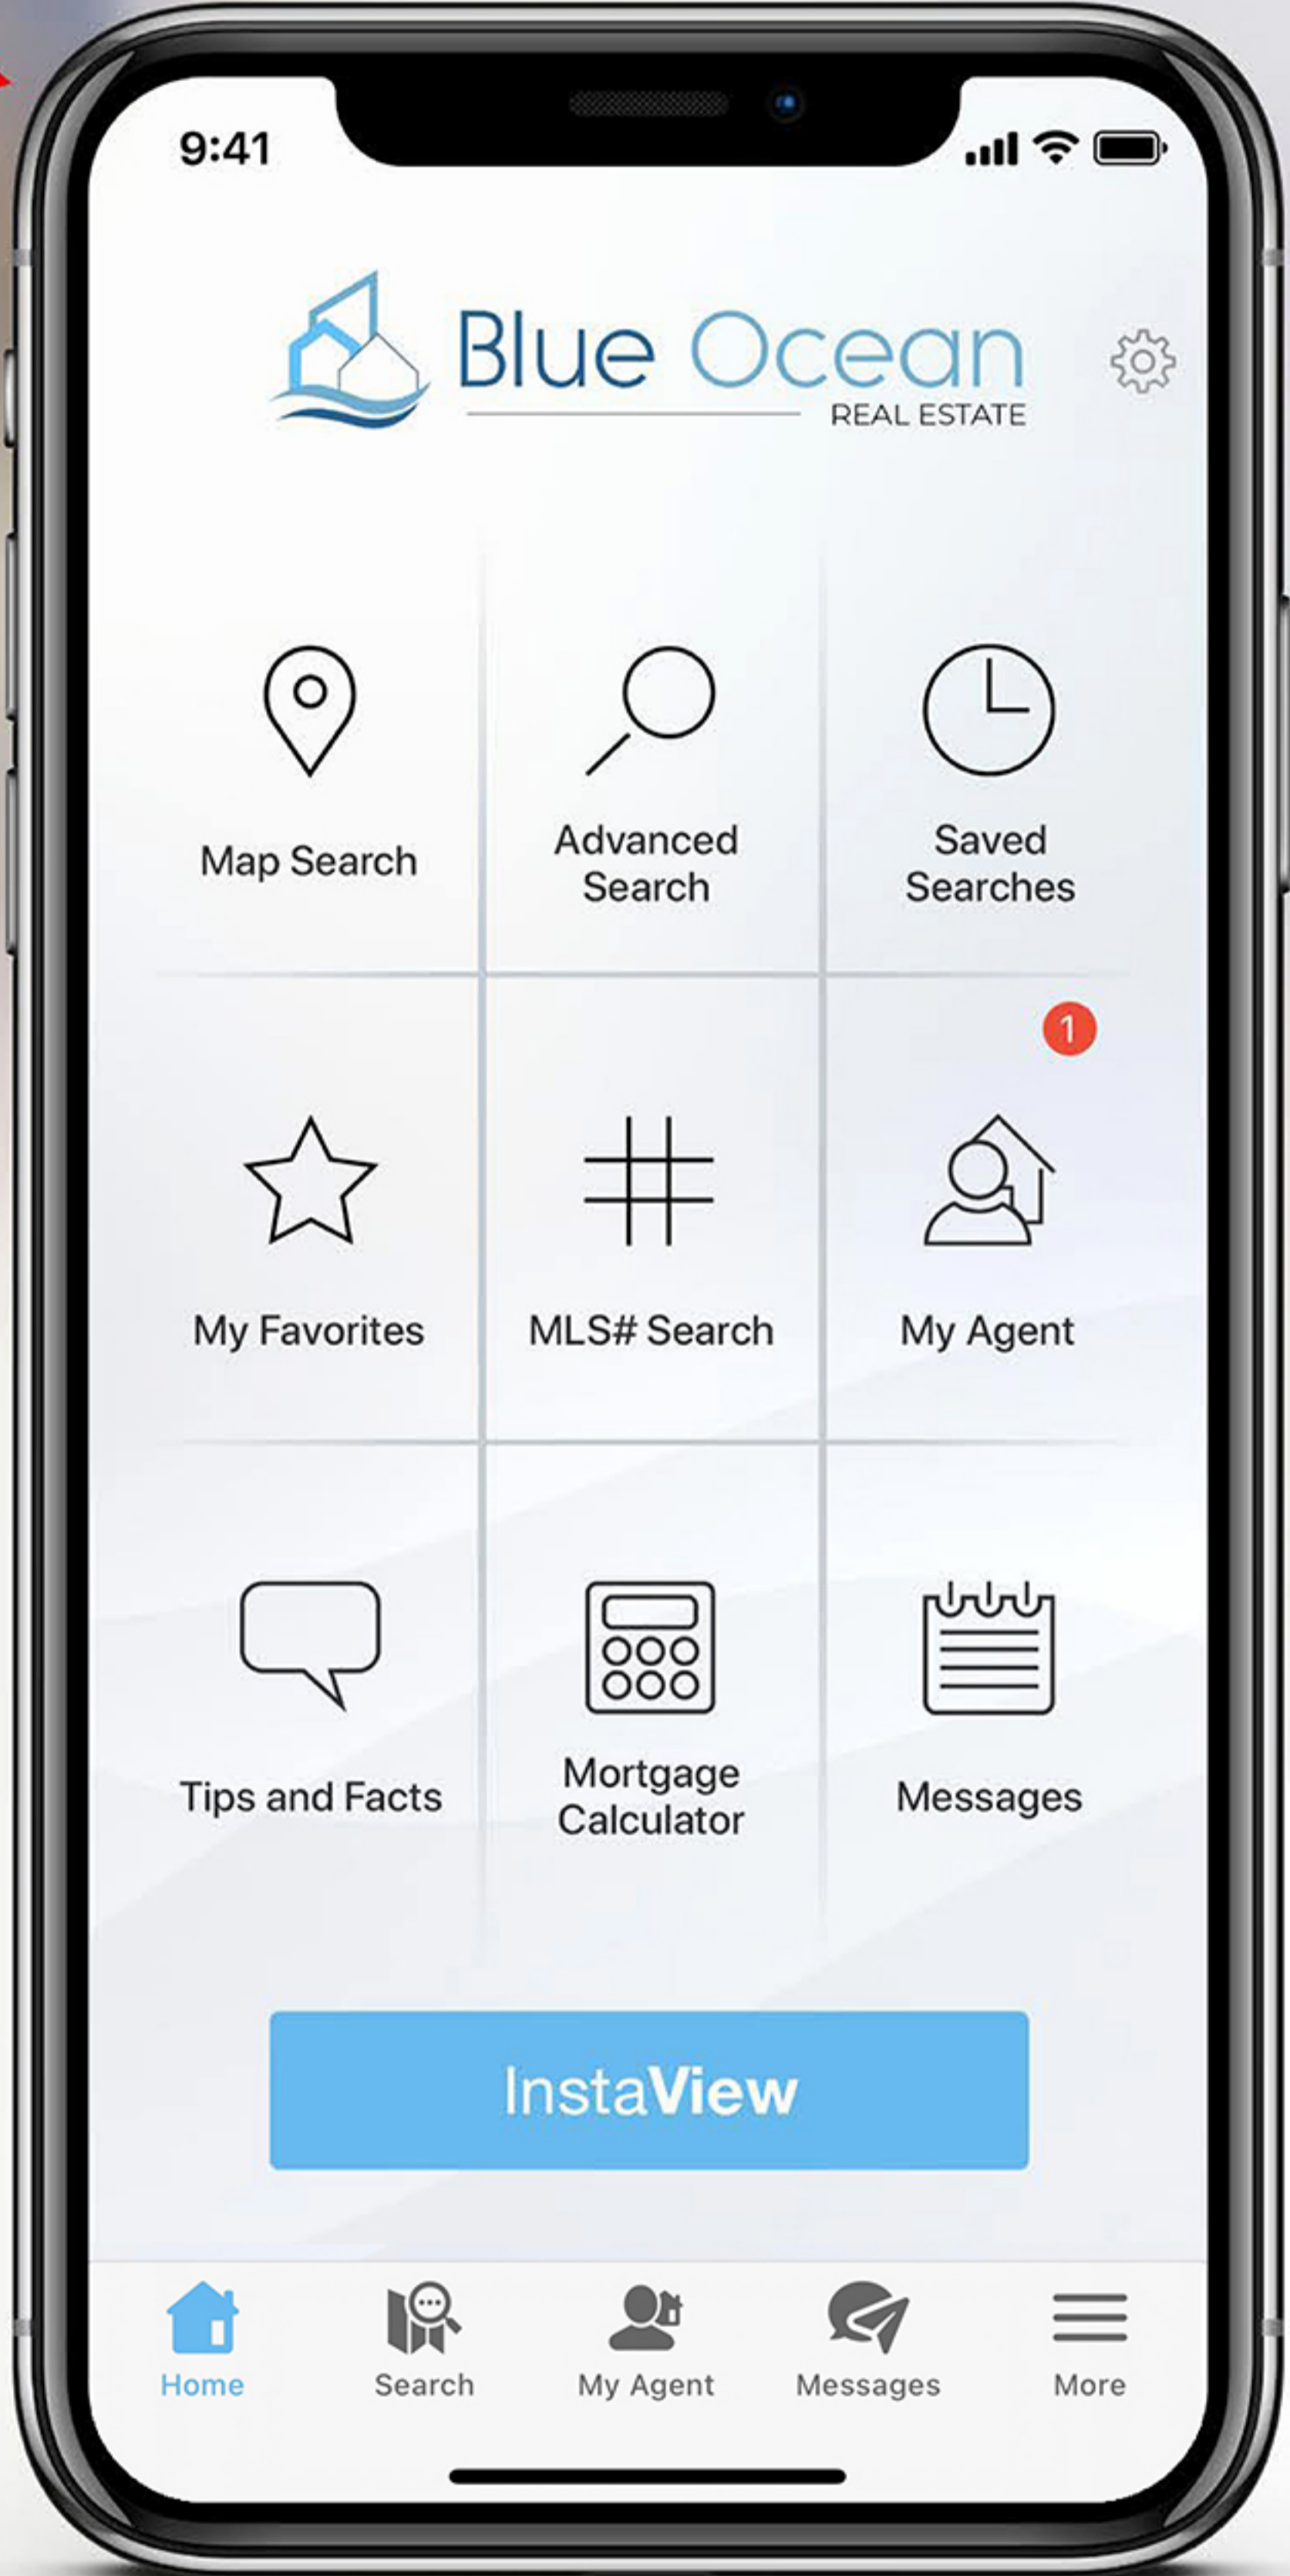 9:41
Blue Ocean
REAL ESTATE
Map Search
Advanced
Search
Saved
Searches
1
My Favorites
MLS# Search
My Agent
Tips and Facts
Mortgage
Calculator
Messages
InstaView
Home
Search
My Agent
Messages
More